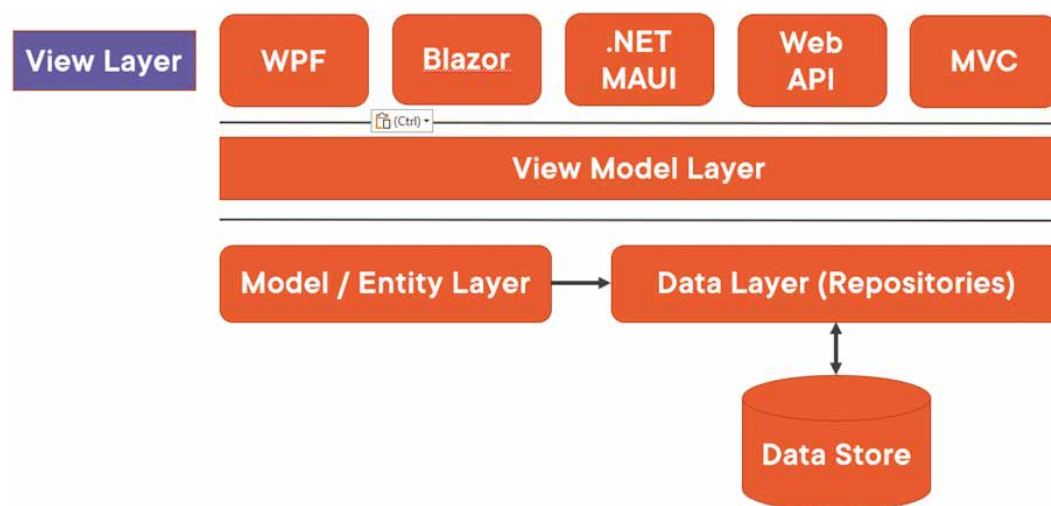 View Layer
WPF
Blazor
.NET
MAUI
Web
API
MVC
(Ctrl)
View Model Layer
Model / Entity Layer
Data Layer (Repositories)
Data Store